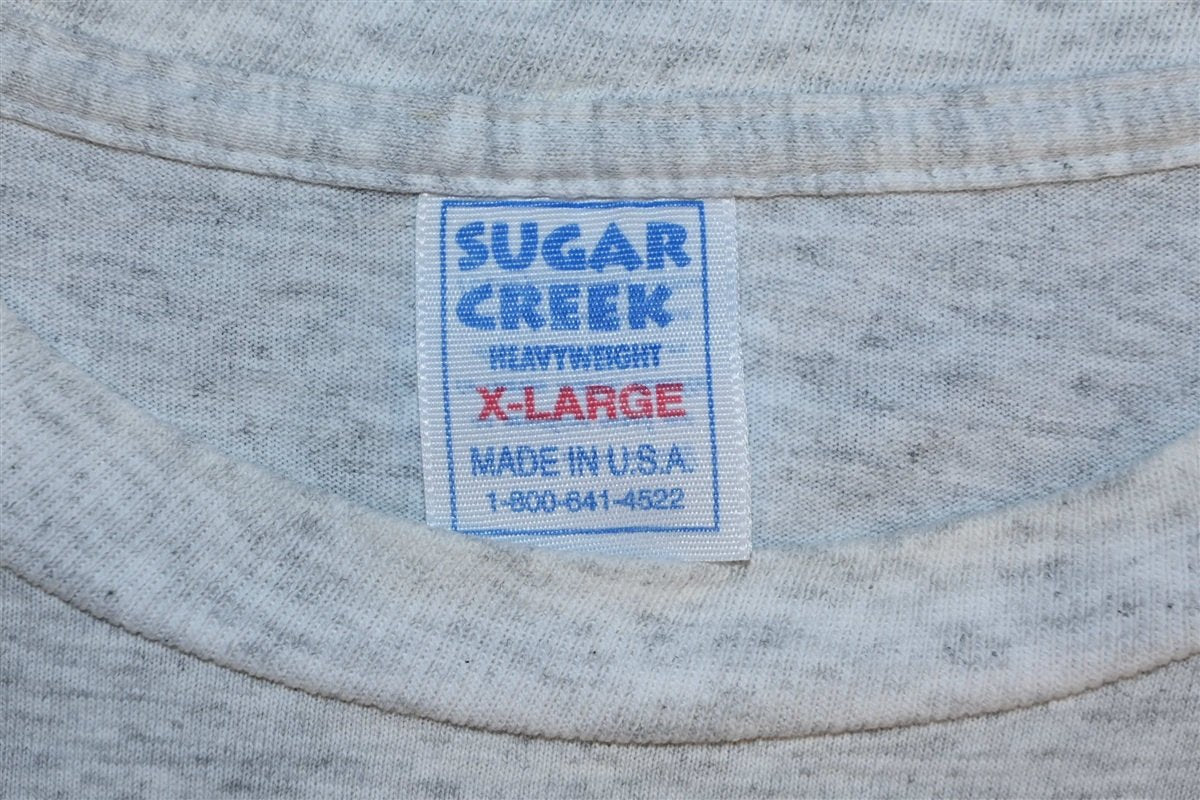 SUGAR
CREEK
HEAVYWEIGHT
X-LARGE
MADE IN U.S.A.
1-800-641-4522